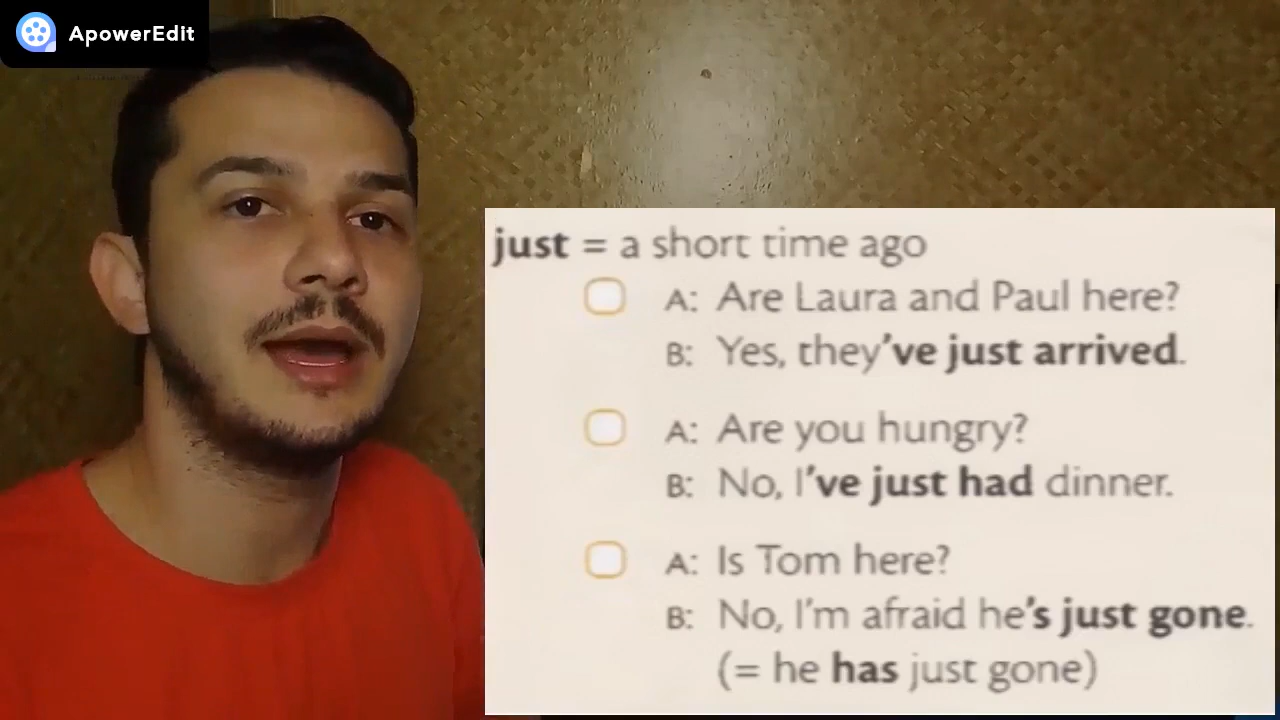 ApowerEdit
just = a short time ago
A: Are Laura and Paul here?
B: Yes, they've just arrived.
A: Are you hungry?
B: No, I've just had dinner.
A: Is Tom here?
B: No, I'm afraid he's just gone.
(= he has just gone)